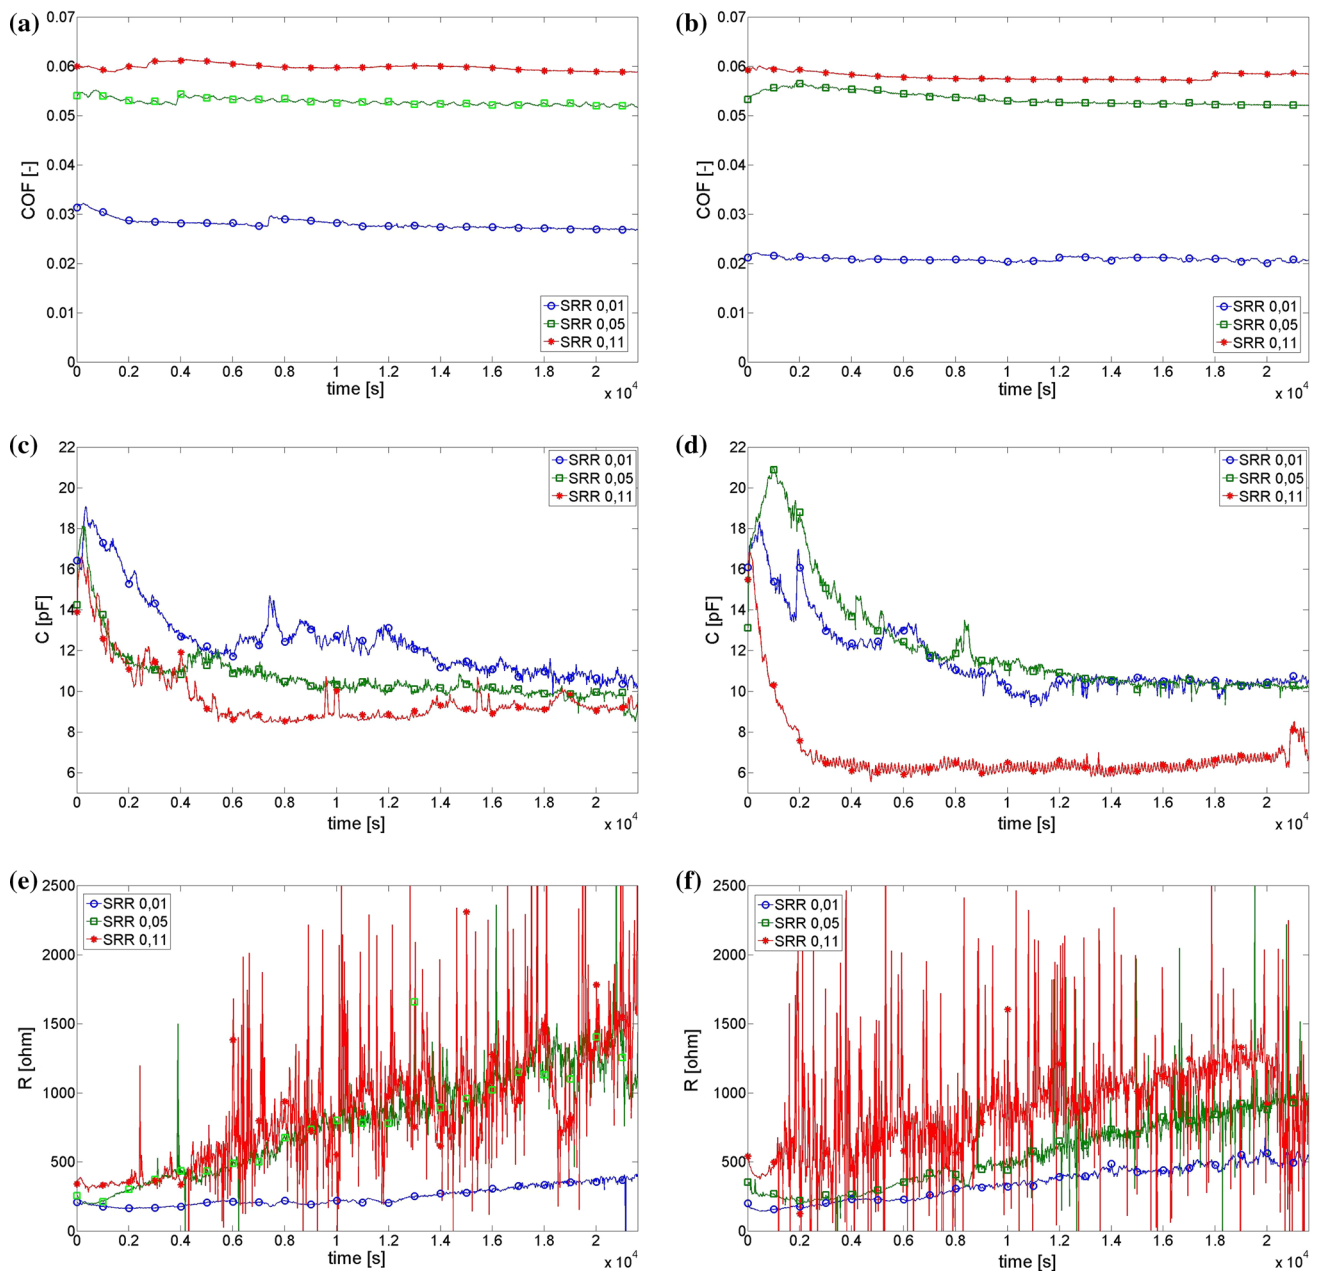 (a)
0.07
0.06
0.05
0.04
0.03
0.02
0.01
0
COF [-]
SRR 0,01
SRR 0,05
SRR 0,11
0 0.2 0.4 0.6 0.8 1 1.2 1.4 1.6 1.8 2
time [s]
x 10^4
(b)
0.07
0.06
0.05
0.04
0.03
0.02
0.01
0
COF [-]
SRR 0,01
SRR 0,05
SRR 0,11
0 0.2 0.4 0.6 0.8 1 1.2 1.4 1.6 1.8 2
time [s]
x 10^4
(c)
22
20
18
16
14
12
10
8
6
C [pF]
SRR 0,01
SRR 0,05
SRR 0,11
0 0.2 0.4 0.6 0.8 1 1.2 1.4 1.6 1.8 2
time [s]
x 10^4
(d)
22
20
18
16
14
12
10
8
6
C [pF]
SRR 0,01
SRR 0,05
SRR 0,11
0 0.2 0.4 0.6 0.8 1 1.2 1.4 1.6 1.8 2
time [s]
x 10^4
(e)
2500
2000
1500
1000
500
0
R [ohm]
SRR 0,01
SRR 0,05
SRR 0,11
0 0.2 0.4 0.6 0.8 1 1.2 1.4 1.6 1.8 2
time [s]
x 10^4
(f)
2500
2000
1500
1000
500
0
R [ohm]
SRR 0,01
SRR 0,05
SRR 0,11
0 0.2 0.4 0.6 0.8 1 1.2 1.4 1.6 1.8 2
time [s]
x 10^4